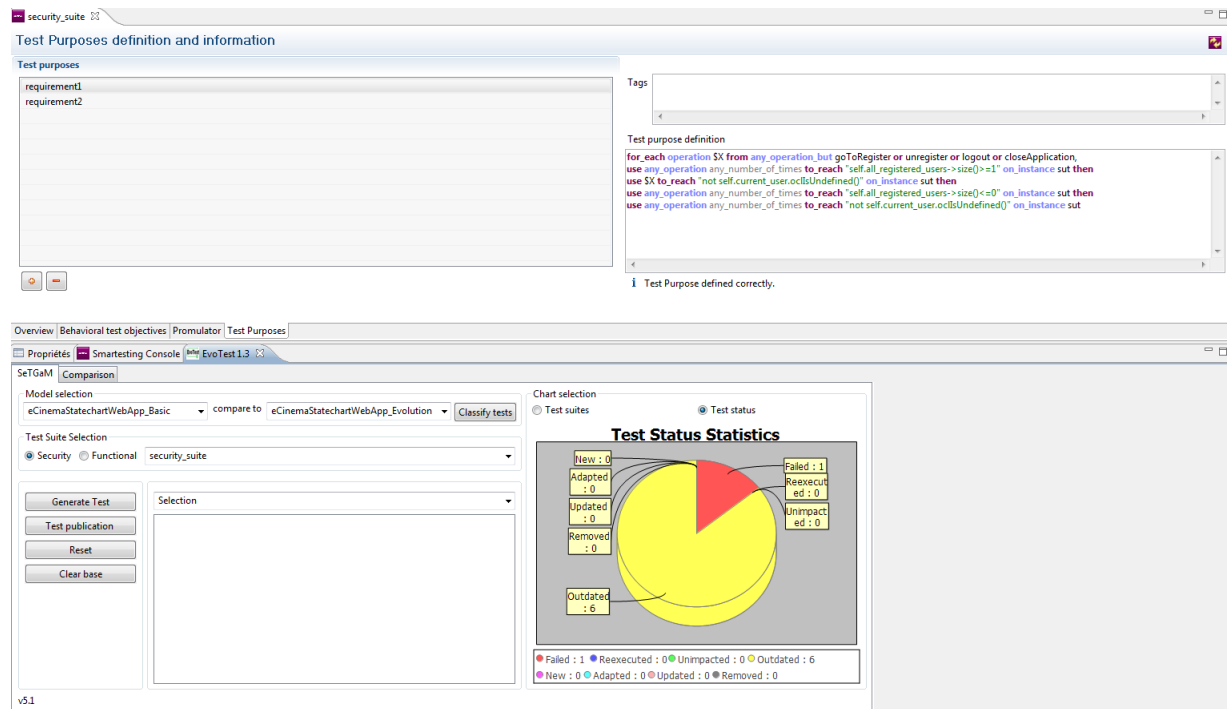 security_suite
Test Purposes definition and information
Test purposes
requirement1
requirement2
Tags
Test purpose definition
for_each operation $X from any_operation_but goToRegister or unregister or logout or closeApplication,
use any_operation any_number_of_times to_reach "self.all_registered_users->size()>=1" on_instance sut then
use $X to_reach "not self.current_user.oclIsUndefined()" on_instance sut then
use any_operation any_number_of_times to_reach "self.all_registered_users->size()<=0" on_instance sut then
use any_operation any_number_of_times to_reach "not self.current_user.oclIsUndefined()" on_instance sut
i Test Purpose defined correctly.
Overview Behavioral test objectives Promulator Test Purposes
Propriétés Smartesting Console EvoTest 1.3
SeTGaM Comparison
Model selection
eCinemaStatechartWebApp_Basic compare to eCinemaStatechartWebApp_Evolution Classify tests
Test Suite Selection
Security Functional security_suite
Generate Test
Test publication
Reset
Clear base
Selection
Chart selection
Test suites Test status
Test Status Statistics
New : 0
Adapted
: 0
Updated
: 0
Removed
: 0
Outdated
: 6
Failed : 1
Reexecut
ed : 0
Unimpact
ed : 0
Failed : 1 Reexecuted : 0 Unimpacted : 0 Outdated : 6
New : 0 Adapted : 0 Updated : 0 Removed : 0
v5.1